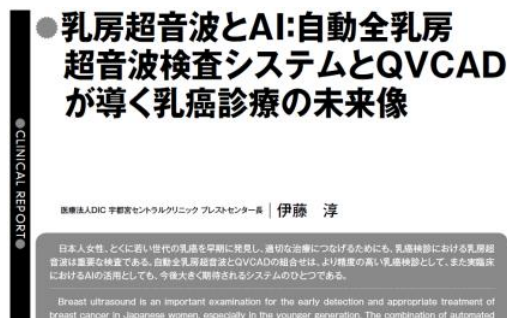 乳房超音波とAI:自動全乳房
超音波検査システムとQVCAD
が導く乳癌診療の未来像
●CLINICAL REPORT●
医療法人DIC 宇都宮セントラルクリニック ブレストセンター長 | 伊藤 淳
日本人女性、とくに若い世代の乳癌を早期に発見し、適切な治療につなげるためにも、乳癌検診における乳房超
音波は重要な検査である。自動全乳房超音波とQVCADの組合せは、より精度の高い乳癌検診として、また実臨床
におけるAIの活用としても、今後大きく期待されるシステムのひとつである。
Breast ultrasound is an important examination for the early detection and appropriate treatment of
breast cancer in Japanese women, especially in the younger generation. The combination of automated